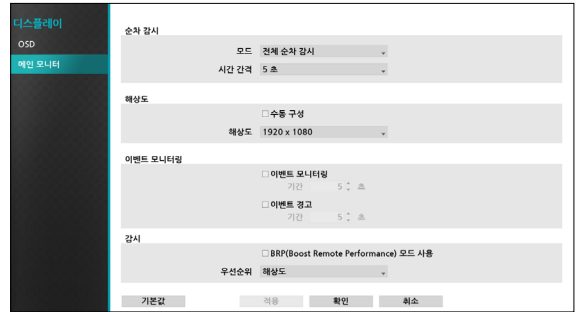 디스플레이
OSD
메인 모니터
순차 감시
모드 전체 순차 감시
시간 간격 5 초
해상도
수동 구성
해상도 1920 x 1080
이벤트 모니터링
이벤트 모니터링
기간 5 초
이벤트 경고
기간 5 초
감시
BRP(Boost Remote Performance) 모드 사용
우선순위 해상도
기본값 적용 확인 취소